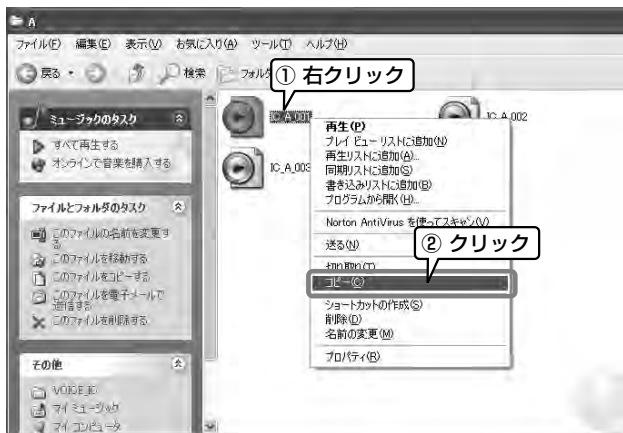 A
ファイル(F) 編集(E) 表示(V) お気に入り(A) ツール(T) ヘルプ(H)
戻る 検索 フォル
① 右クリック
ミュージックのタスク
すべて再生する
オンラインで音楽を購入する
ファイルとフォルダのタスク
このファイルの名前を変更す
る
このファイルを移動する
このファイルをコピーする
このファイルを電子メールで
送信する
このファイルを削除する
その他
VOICE_IC
マイ ミュージック
マイ コンピュータ
IC_A_001
IC_A_003
IC_A_002
再生(P)
プレイ ビュー リストに追加(N)
再生リストに追加(A)...
同期リストに追加(S)
書き込みリストに追加(B)
プログラムから開く(H)...
Norton AntiVirus を使ってスキャン(V)
送る(N)
② クリック
切り取り(T)
コピー(C)
ショートカットの作成(S)
削除(D)
名前の変更(M)
プロパティ(R)